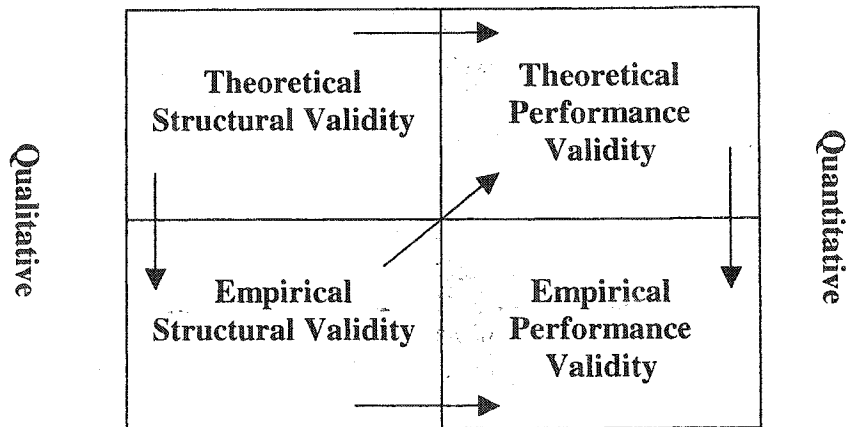 Qualitative
Theoretical
Structural Validity
Theoretical
Performance
Validity
Empirical
Structural Validity
Empirical
Performance
Validity
Quantitative